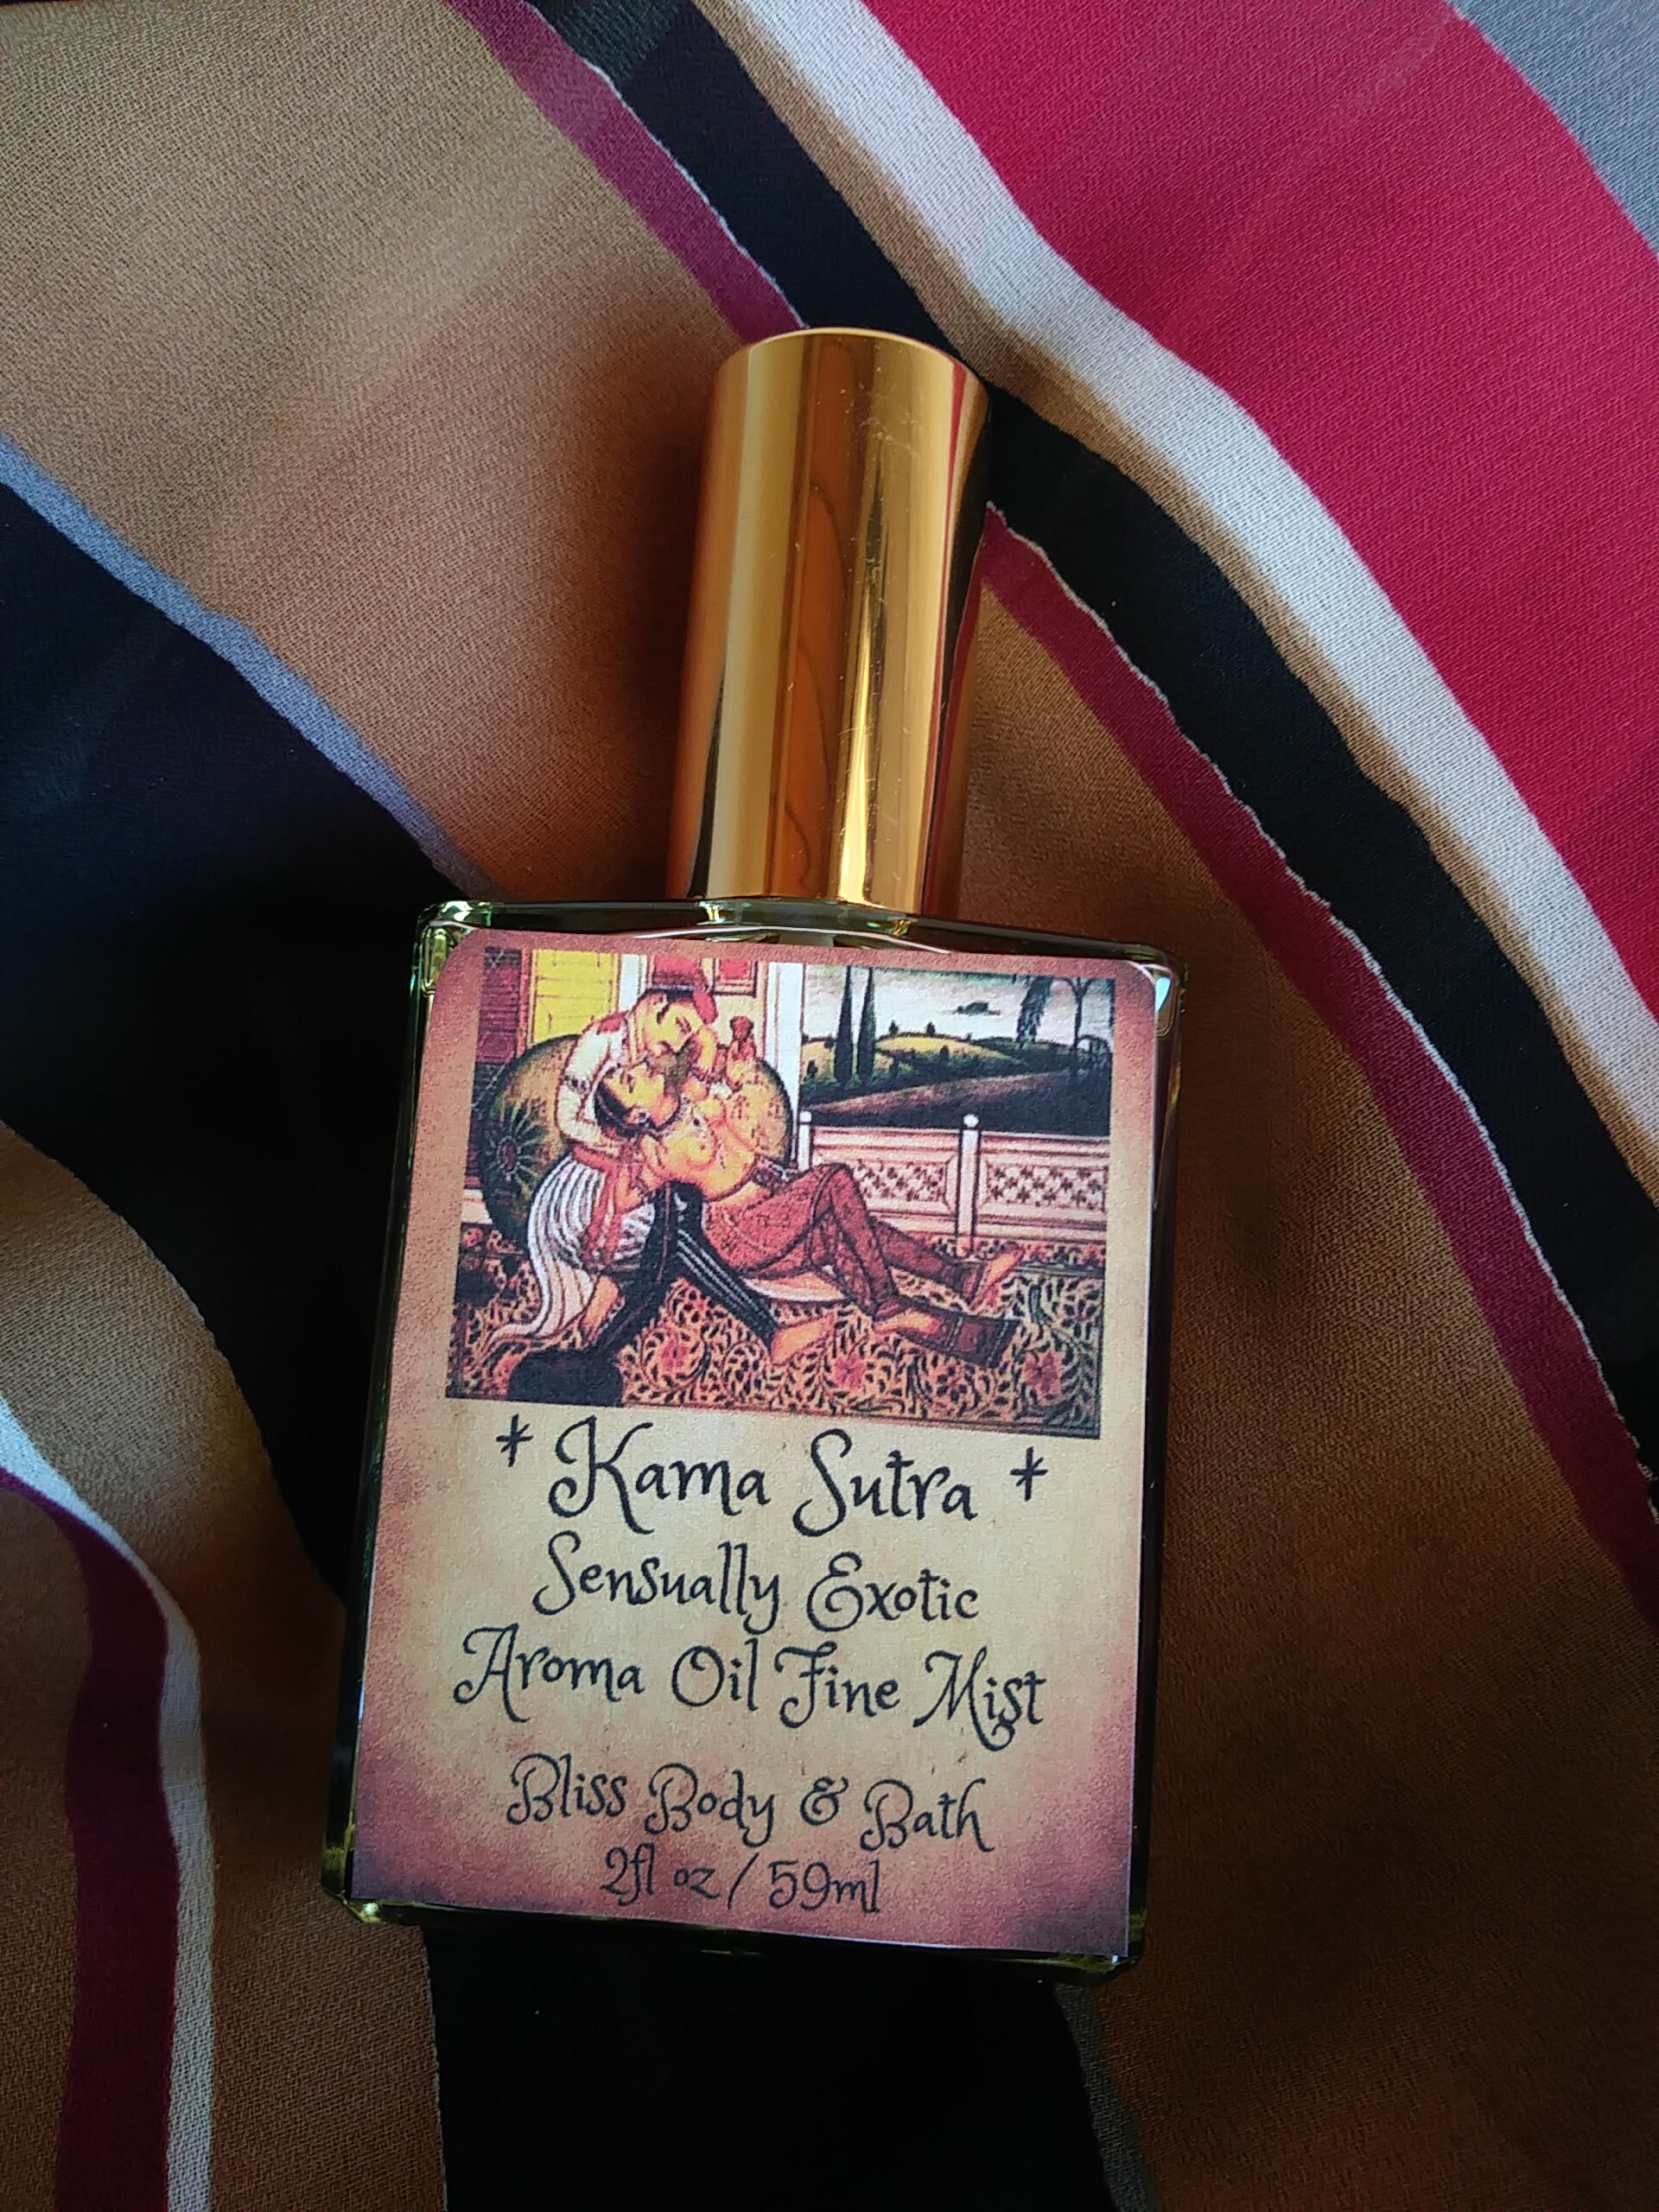 * Kama Sutra *
Sensually Exotic
Aroma Oil Fine Mist
Bliss Body & Bath
2fl oz / 59ml